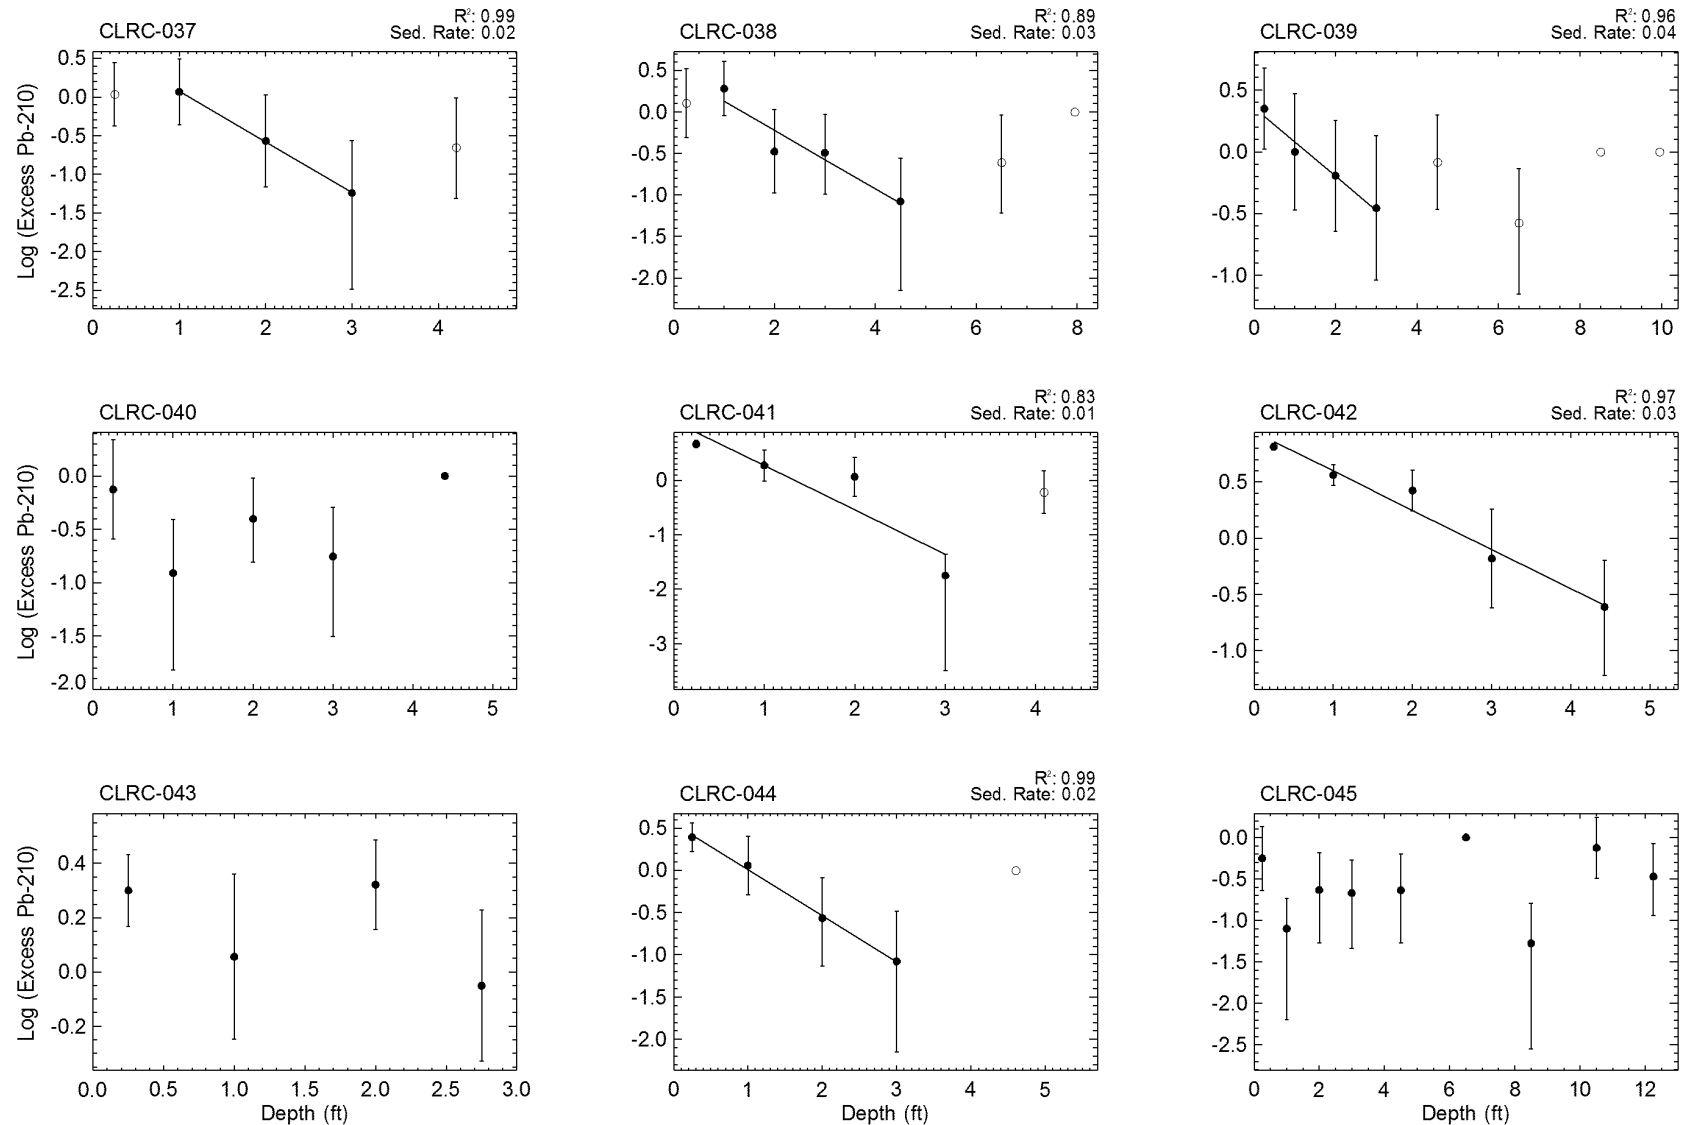 CLRC-037
R²: 0.99
Sed. Rate: 0.02
Log (Excess Pb-210)
0.5
0.0
-0.5
-1.0
-1.5
-2.0
-2.5
0 1 2 3 4
CLRC-038
R²: 0.89
Sed. Rate: 0.03
0.5
0.0
-0.5
-1.0
-1.5
-2.0
0 2 4 6 8
CLRC-039
R²: 0.96
Sed. Rate: 0.04
0.5
0.0
-0.5
-1.0
0 2 4 6 8 10
CLRC-040
Log (Excess Pb-210)
0.0
-0.5
-1.0
-1.5
-2.0
0 1 2 3 4 5
CLRC-041
R²: 0.83
Sed. Rate: 0.01
0
-1
-2
-3
0 1 2 3 4
CLRC-042
R²: 0.97
Sed. Rate: 0.03
0.5
0.0
-0.5
-1.0
0 1 2 3 4 5
CLRC-043
Log (Excess Pb-210)
0.4
0.2
0.0
-0.2
0.0 0.5 1.0 1.5 2.0 2.5 3.0
Depth (ft)
CLRC-044
R²: 0.99
Sed. Rate: 0.02
0.5
0.0
-0.5
-1.0
-1.5
-2.0
0 1 2 3 4 5
Depth (ft)
CLRC-045
0.0
-0.5
-1.0
-1.5
-2.0
-2.5
0 2 4 6 8 10 12
Depth (ft)